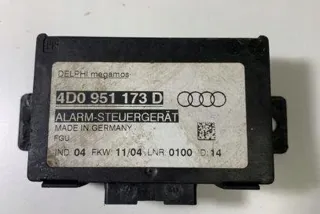 DELPHI megamos
4D0 951 173 D
ALARM-STEUERGERÄT
MADE IN GERMANY
FGU
IND: 04 FKW: 11/04 LNR: 0100 D: 14